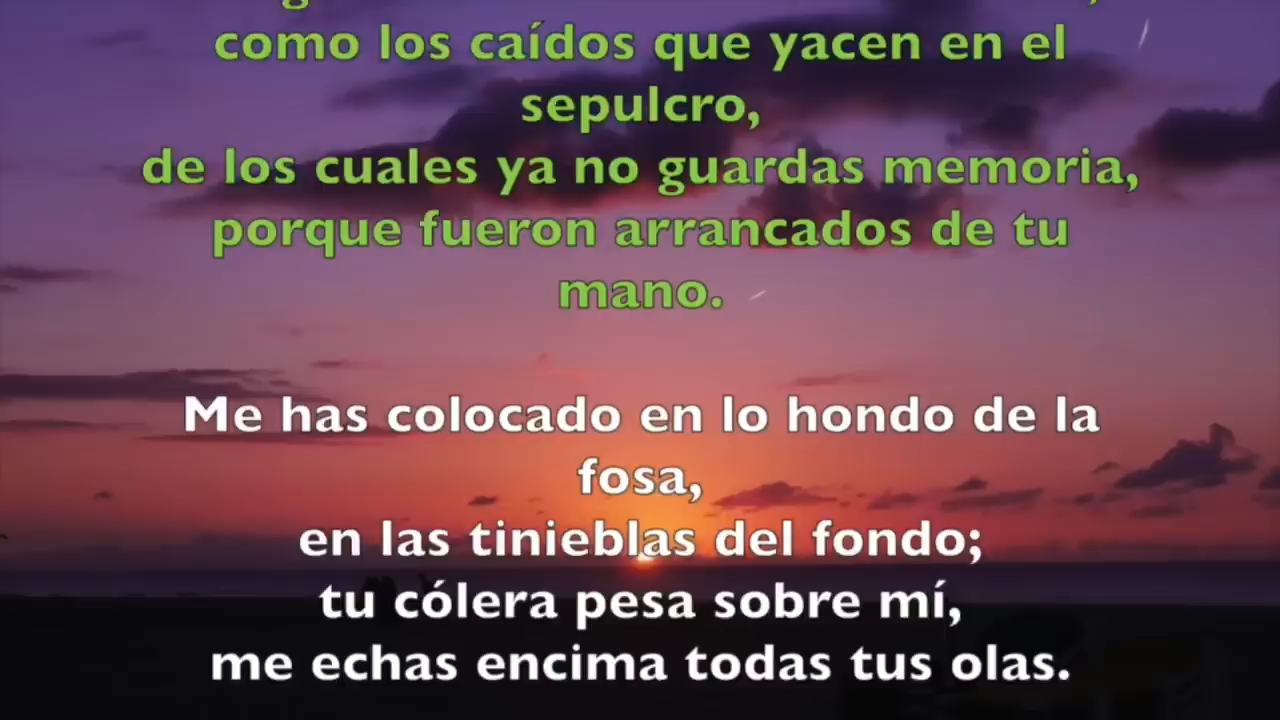 como los caídos que yacen en el
sepulcro,
de los cuales ya no guardas memoria,
porque fueron arrancados de tu
mano.
Me has colocado en lo hondo de la
fosa,
en las tinieblas del fondo;
tu cólera pesa sobre mí,
me echas encima todas tus olas.